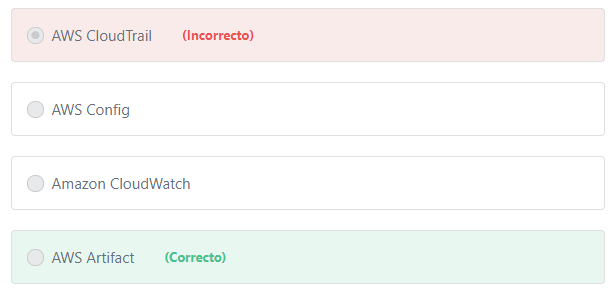 AWS CloudTrail (Incorrecto)
AWS Config
Amazon CloudWatch
AWS Artifact (Correcto)